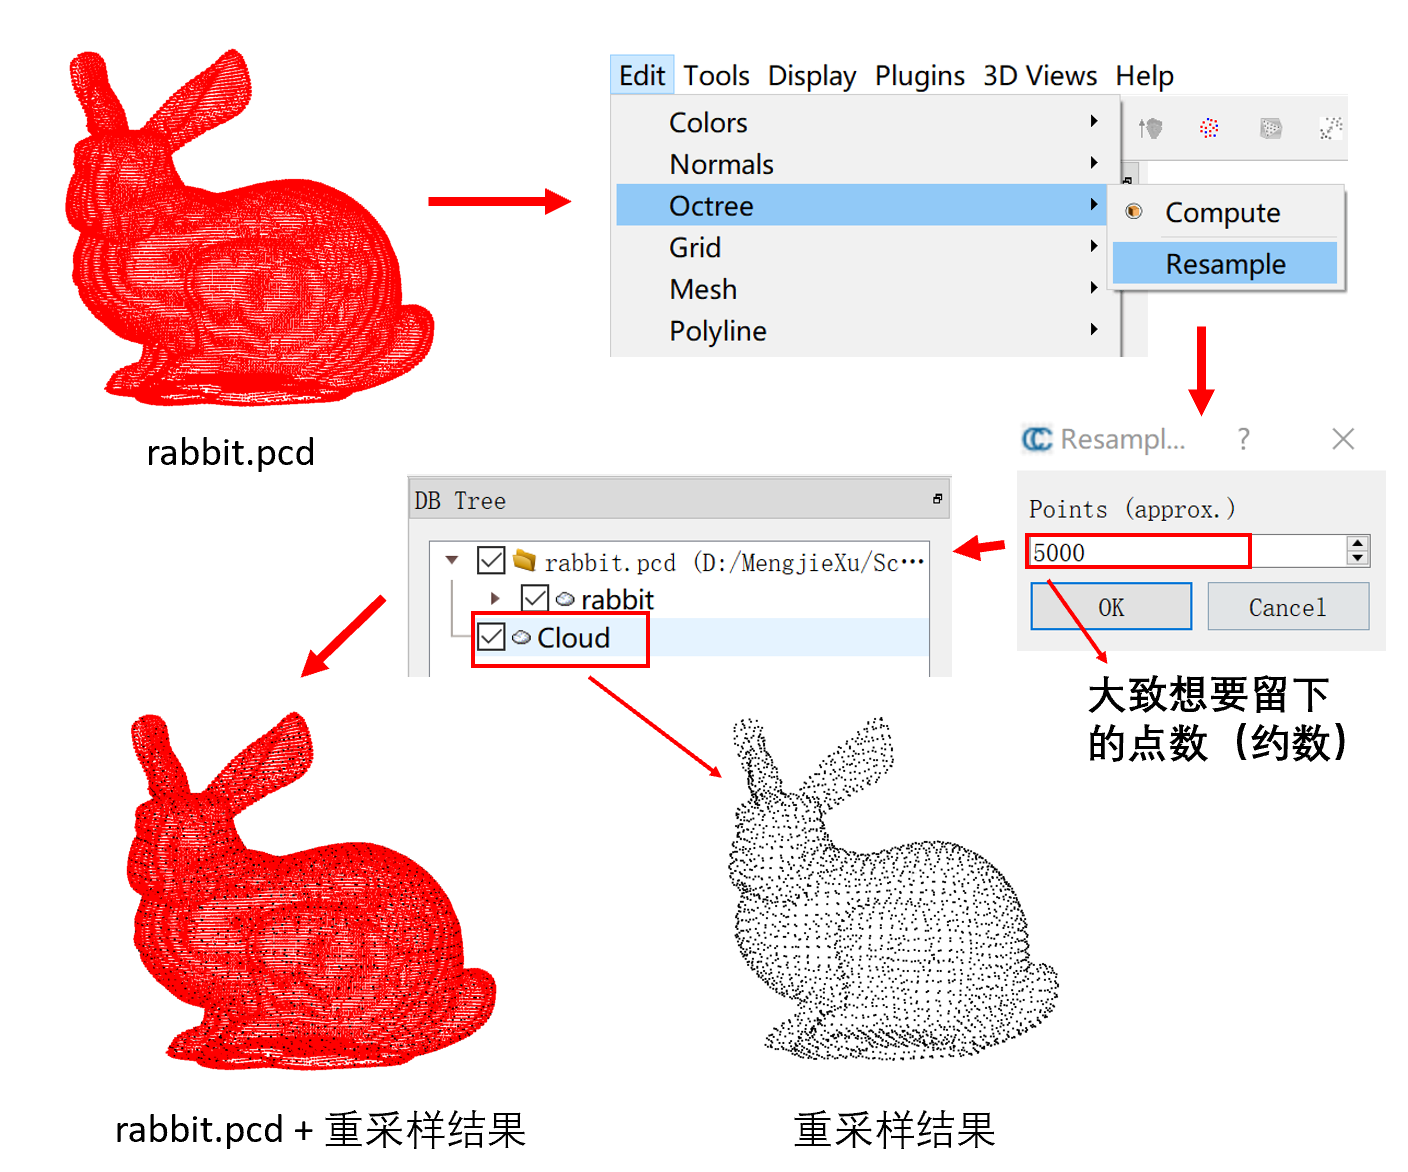 Edit Tools Display Plugins 3D Views Help
Colors
Normals
Octree
Grid
Mesh
Polyline
Compute
Resample
rabbit.pcd
Resampl... ? 
Points (approx.)
5000
OK Cancel
大致想要留下
的点数（约数）
DB Tree
rabbit.pcd (D:/MengjieXu/Sc···
rabbit
Cloud
rabbit.pcd + 重采样结果
重采样结果